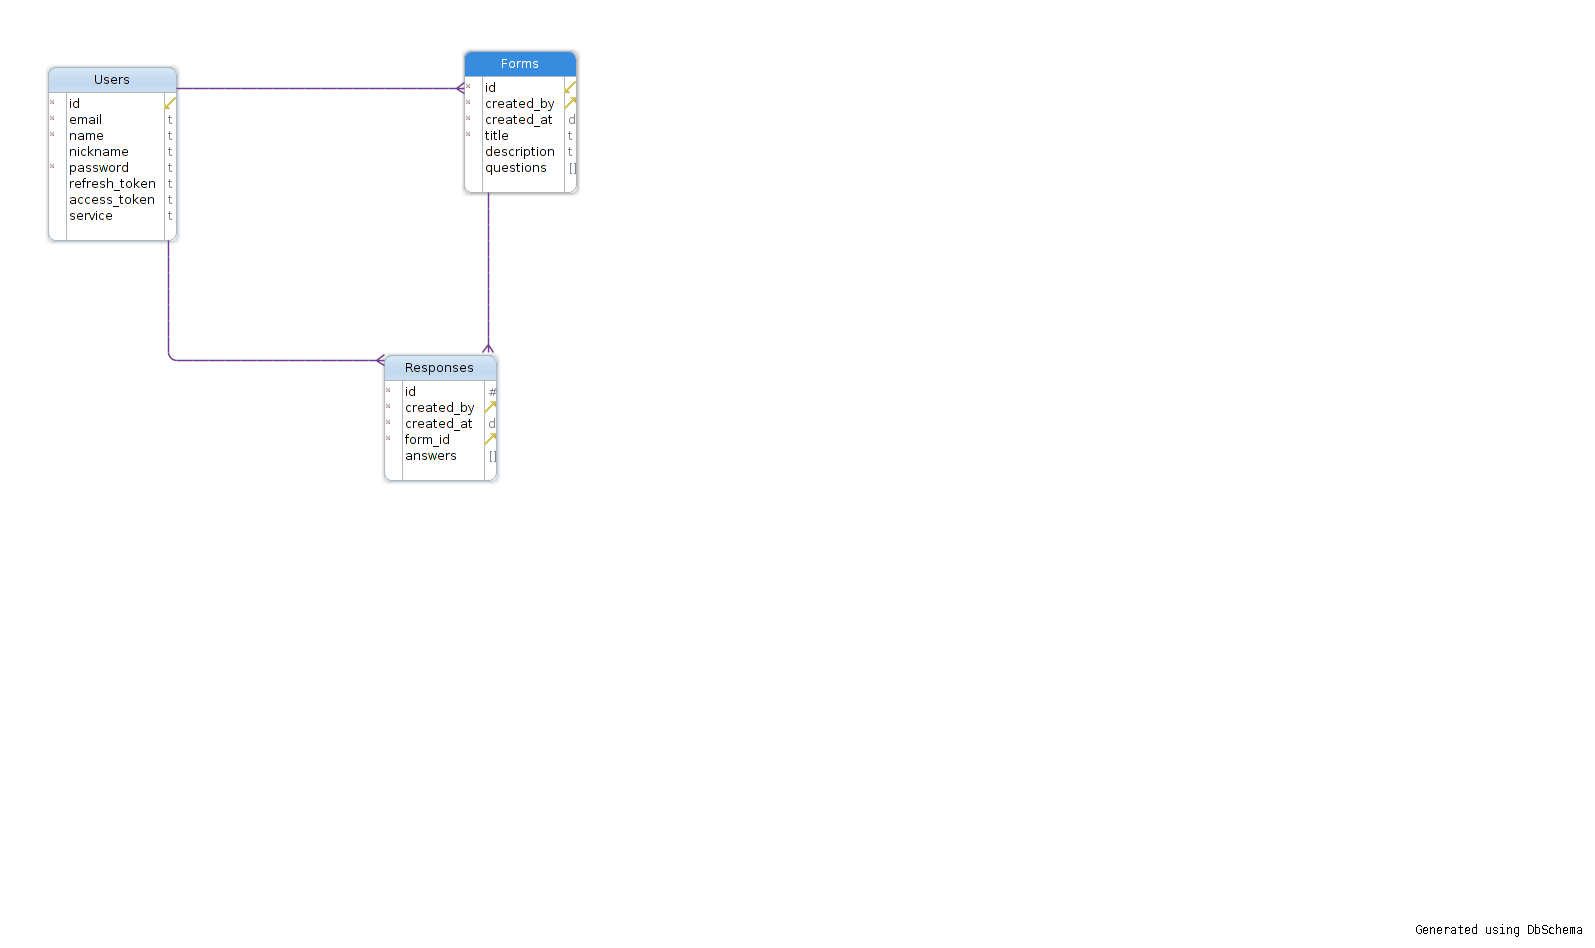 Users
* id
* email t
* name t
nickname t
* password t
refresh_token t
access_token t
service t
Forms
* id
* created_by
* created_at d
* title t
description t
questions []
Responses
* id #
* created_by
* created_at d
* form_id
answers []
Generated using DbSchema